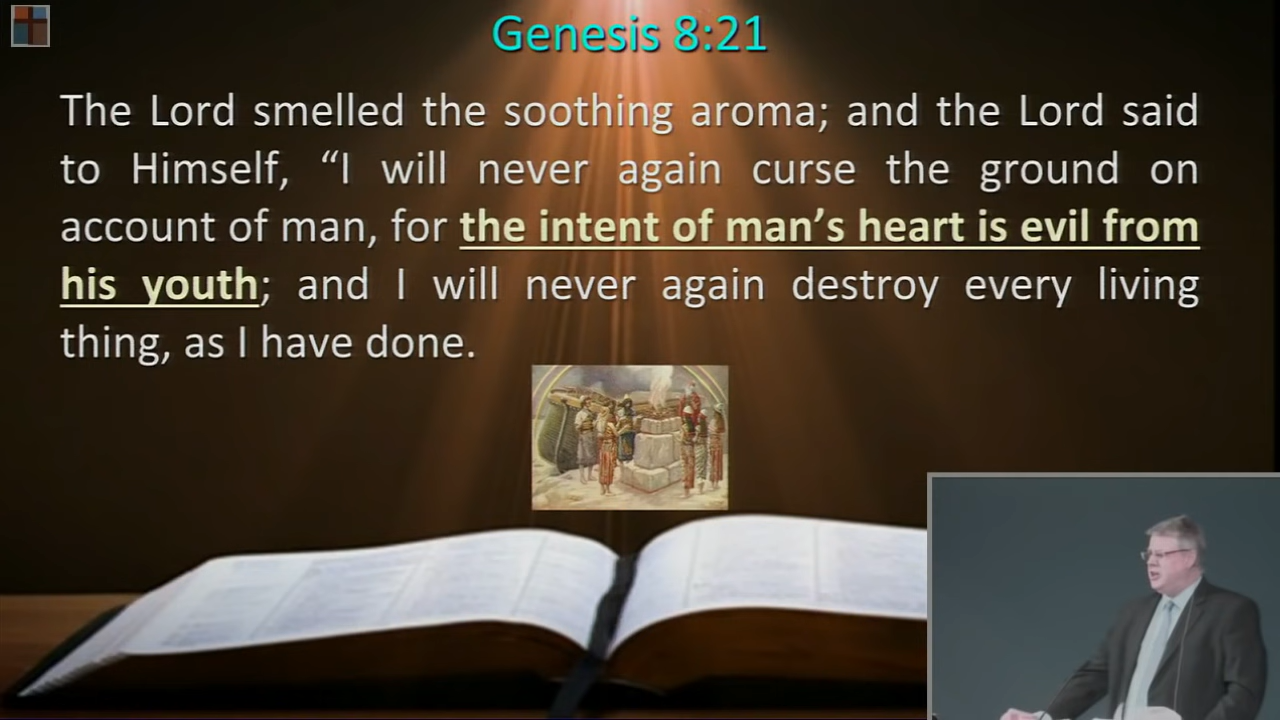 Genesis 8:21
The Lord smelled the soothing aroma; and the Lord said
to Himself, “I will never again curse the ground on
account of man, for the intent of man’s heart is evil from
his youth; and I will never again destroy every living
thing, as I have done.